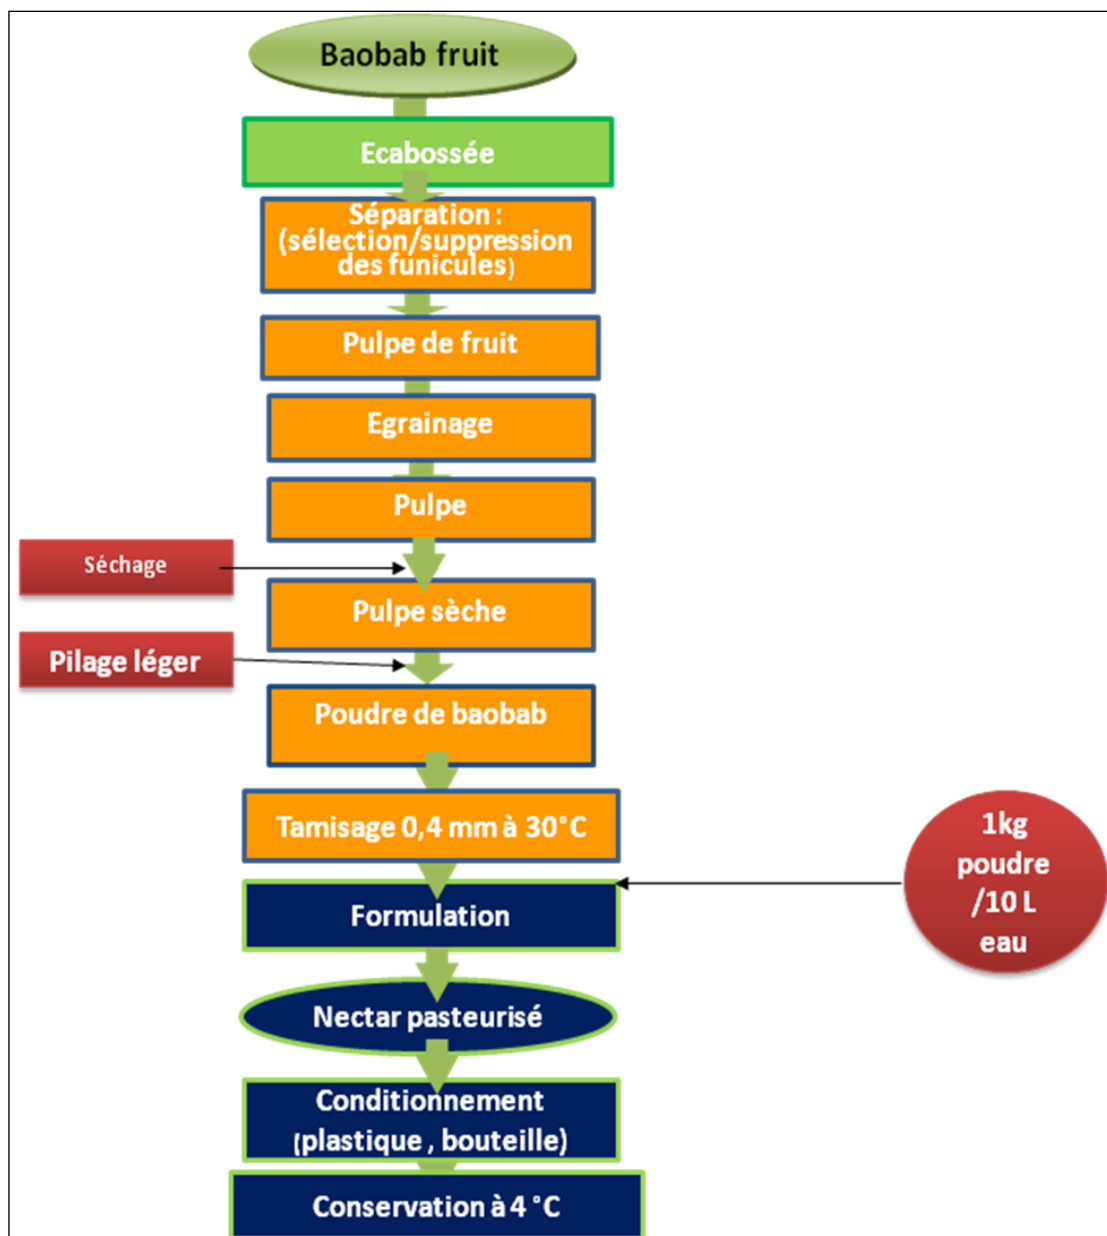 Baobab fruit
Ecabossée
Séparation :
(sélection/suppression
des funicules)
Pulpe de fruit
Egrainage
Pulpe
Séchage
Pulpe sèche
Pilage léger
Poudre de baobab
Tamisage 0,4 mm à 30°C
1kg
poudre
/10 L
eau
Formulation
Nectar pasteurisé
Conditionnement
(plastique , bouteille)
Conservation à 4 °C